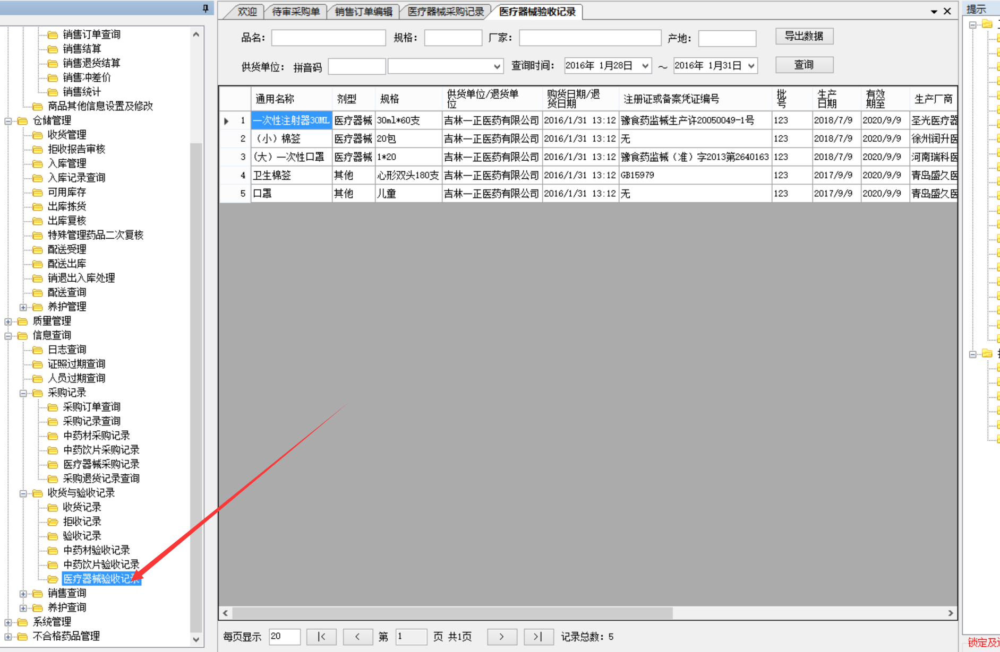 欢迎
待审采购单
销售订单编辑
医疗器械采购记录
医疗器械验收记录
提示
销售订单查询
销售结算
销售退货结算
销售冲差价
销售统计
商品其他信息设置及修改
仓储管理
收货管理
拒收报告审核
入库管理
入库记录查询
可用库存
出库拣货
出库复核
特殊管理药品二次复核
配送受理
配送出库
销退出入库处理
配送查询
养护管理
质量管理
信息查询
日志查询
证照过期查询
人员过期查询
采购记录
采购订单查询
采购记录查询
中药材采购记录
中药饮片采购记录
医疗器械采购记录
采购退货记录查询
收货与验收记录
收货记录
拒收记录
验收记录
中药材验收记录
中药饮片验收记录
医疗器械验收记录
销售查询
养护查询
系统管理
不合格药品管理
品名： 规格： 厂家： 产地： 导出数据
供货单位： 拼音码 查询时间： 2016年 1月28日 ～ 2016年 1月31日 查询
通用名称 剂型 规格 供货单位/退货单位 购货日期/退货日期 注册证或备案凭证编号 批号 生产日期 有效期至 生产厂商
1 一次性注射器30ML 医疗器械 30ml*60支 吉林一正医药有限公司 2016/1/31 13:12 豫食药监械生产许20050049-1号 123 2018/7/9 2020/9/9 圣光医疗器
2 （小）棉签 医疗器械 20包 吉林一正医药有限公司 2016/1/31 13:12 无 123 2018/7/9 2020/9/9 徐州润升医
3 (大）一次性口罩 医疗器械 1*20 吉林一正医药有限公司 2016/1/31 13:12 豫食药监械（准）字2013第2640163 123 2018/7/9 2020/9/9 河南瑞科医
4 卫生棉签 其他 心形双头180支 吉林一正医药有限公司 2016/1/31 13:12 GB15979 123 2017/9/9 2020/9/9 青岛盛久医
5 口罩 其他 儿童 吉林一正医药有限公司 2016/1/31 13:12 无 123 2017/9/9 2020/9/9 青岛盛久医
每页显示 20 |< < 第 1 页 共1页 > >| 记录总数：5
锁定及